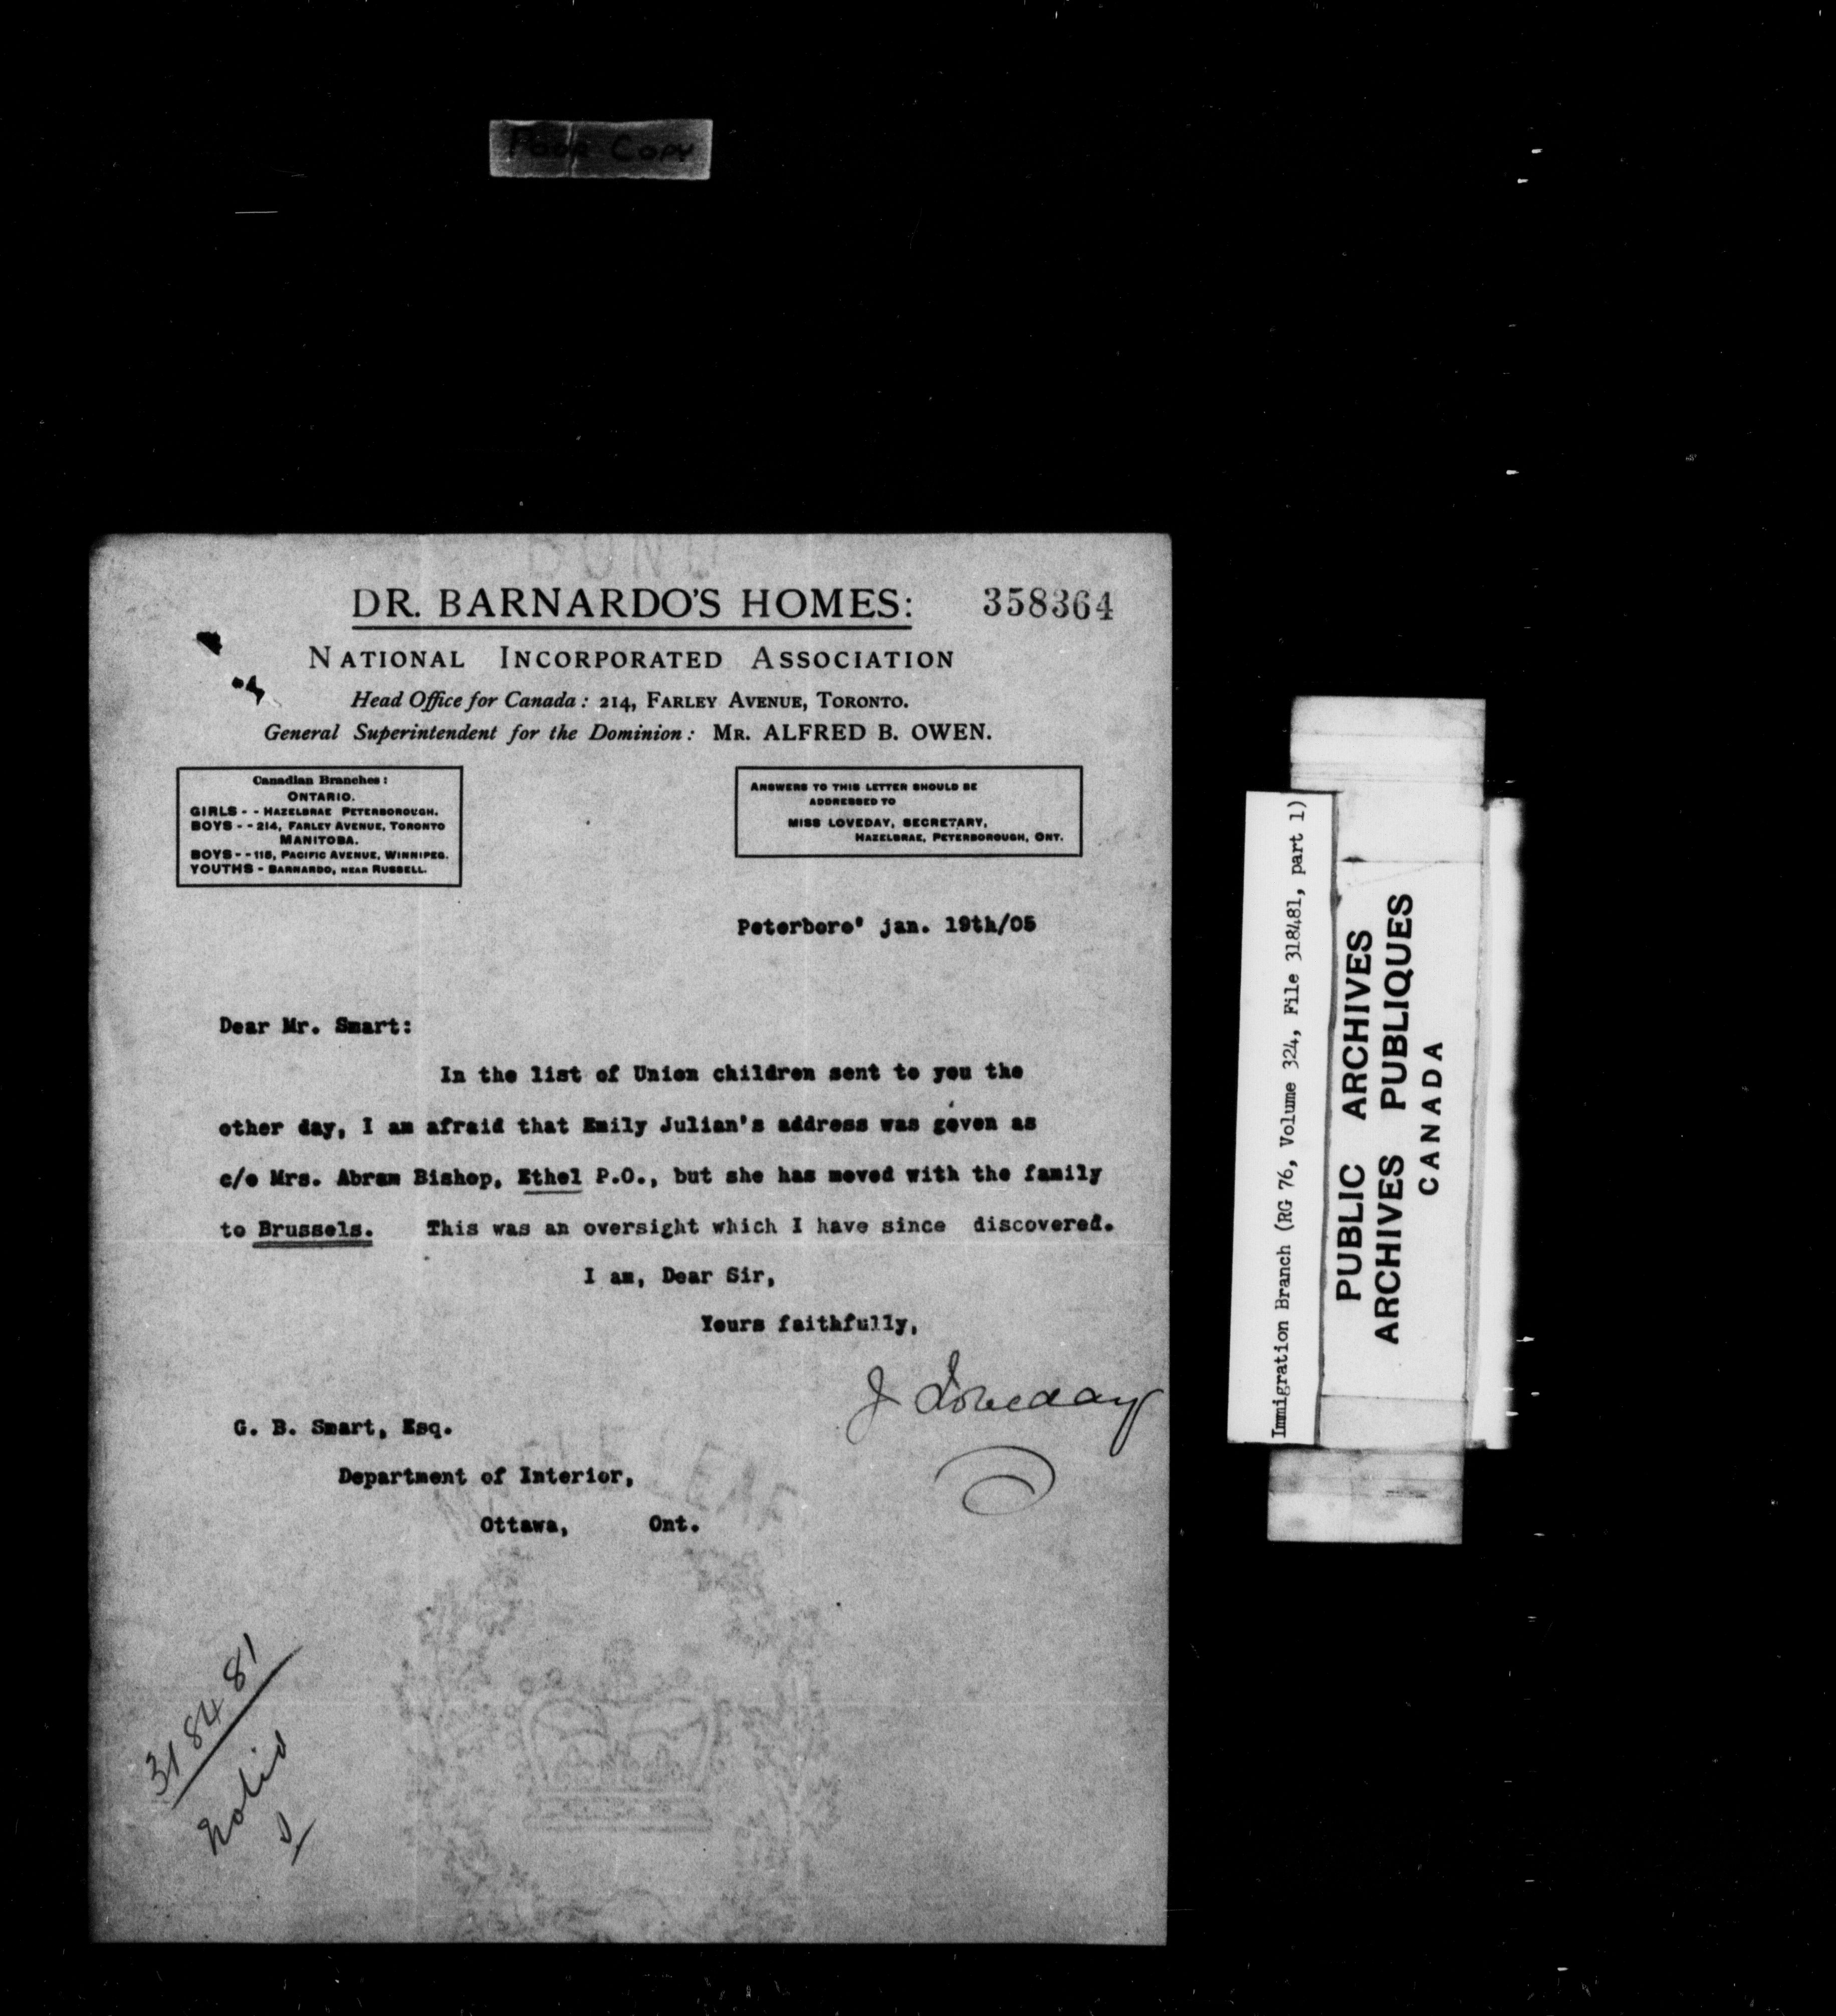 Poor Copy
BOND
DR. BARNARDO'S HOMES: 358364
NATIONAL INCORPORATED ASSOCIATION
Head Office for Canada: 214, FARLEY AVENUE, TORONTO.
General Superintendent for the Dominion: MR. ALFRED B. OWEN.
Canadian Branches:
ONTARIO.
GIRLS - - HAZELBRAE PETERBOROUGH.
BOYS - - 214, FARLEY AVENUE, TORONTO
MANITOBA.
BOYS - - 115, PACIFIC AVENUE, WINNIPEG.
YOUTHS - BARNARDO, NEAR RUSSELL.
ANSWERS TO THIS LETTER SHOULD BE
ADDRESSED TO
MISS LOVEDAY, SECRETARY,
HAZELBRAE, PETERBOROUGH, ONT.
Peterboro' jan. 19th/05
Dear Mr. Smart:
In the list of Union children sent to you the
other day, I am afraid that Emily Julian's address was geven as
c/o Mrs. Abram Bishop, Ethel P.O., but she has moved with the family
to Brussels. This was an oversight which I have since discovered.
I am, Dear Sir,
Yours faithfully,
J Loveday
G. B. Smart, Esq.
Department of Interior,
Ottawa, Ont.
318481
Immigration Branch (RG 76, Volume 324, File 318481, part 1)
PUBLIC ARCHIVES
ARCHIVES PUBLIQUES
CANADA